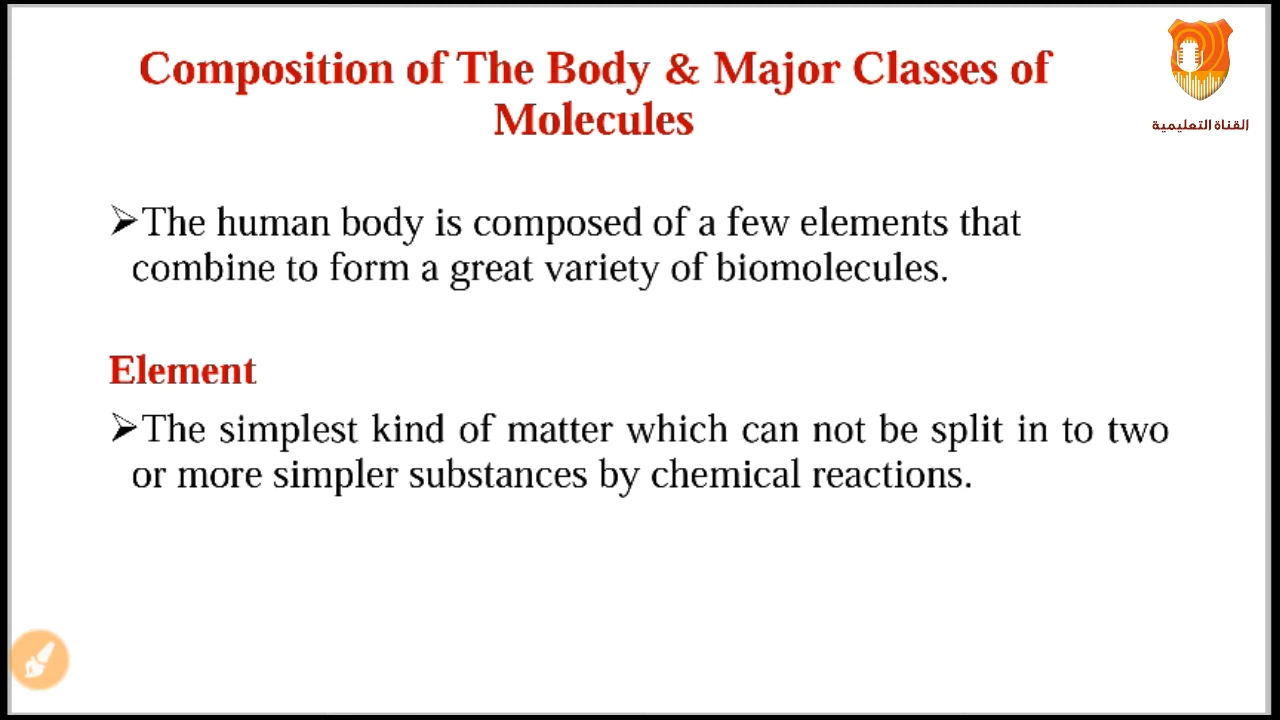 Composition of The Body & Major Classes of
Molecules
القناة التعليمية
➢The human body is composed of a few elements that
combine to form a great variety of biomolecules.
Element
➢The simplest kind of matter which can not be split in to two
or more simpler substances by chemical reactions.